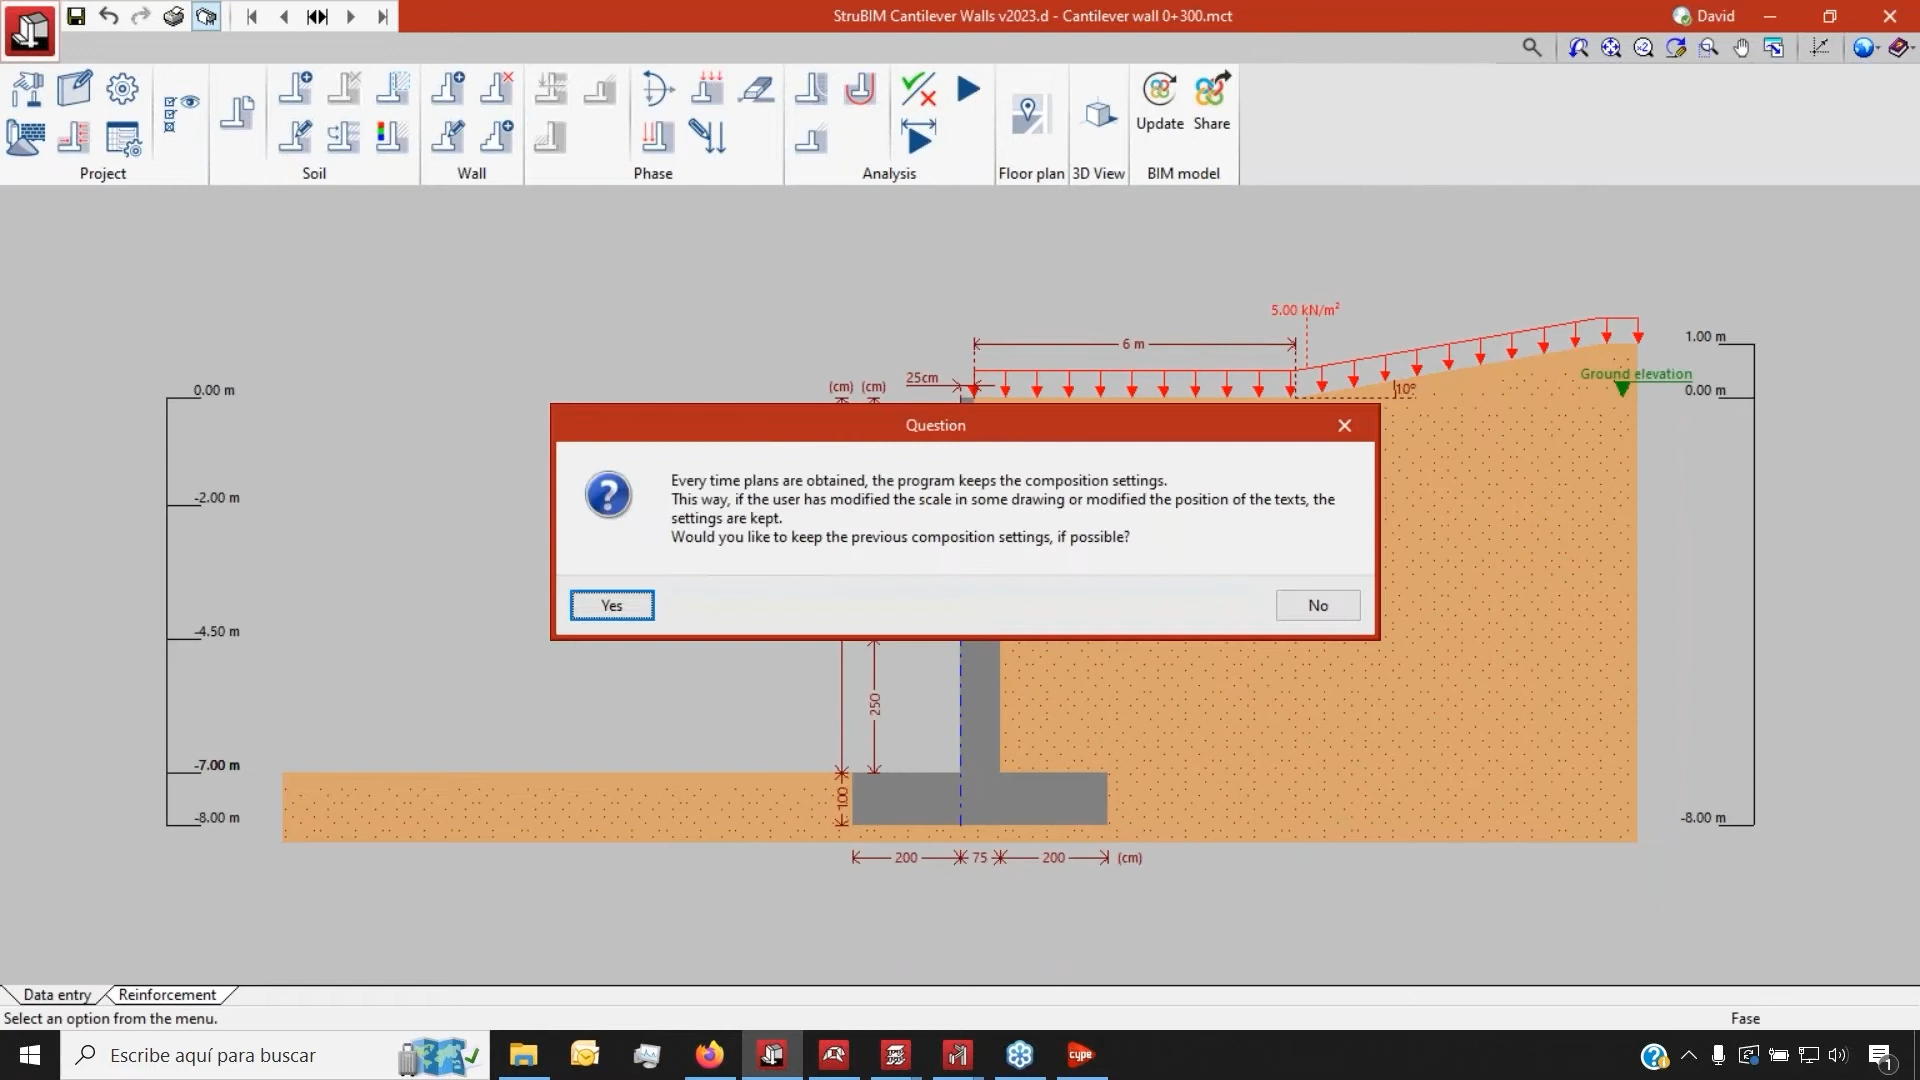 StruBIM Cantilever Walls v2023.d - Cantilever wall 0+300.mct
David
Update
Share
Project
Soil
Wall
Phase
Analysis
Floor plan
3D View
BIM model
5.00 kN/m²
6 m
25cm
(cm) (cm)
10°
1.00 m
Ground elevation
0.00 m
0.00 m
Question
Every time plans are obtained, the program keeps the composition settings.
This way, if the user has modified the scale in some drawing or modified the position of the texts, the
settings are kept.
Would you like to keep the previous composition settings, if possible?
Yes
No
-2.00 m
-4.50 m
-7.00 m
-8.00 m
250
100
-8.00 m
200
75
200
(cm)
Data entry
Reinforcement
Select an option from the menu.
Fase
Escribe aquí para buscar
cype
1